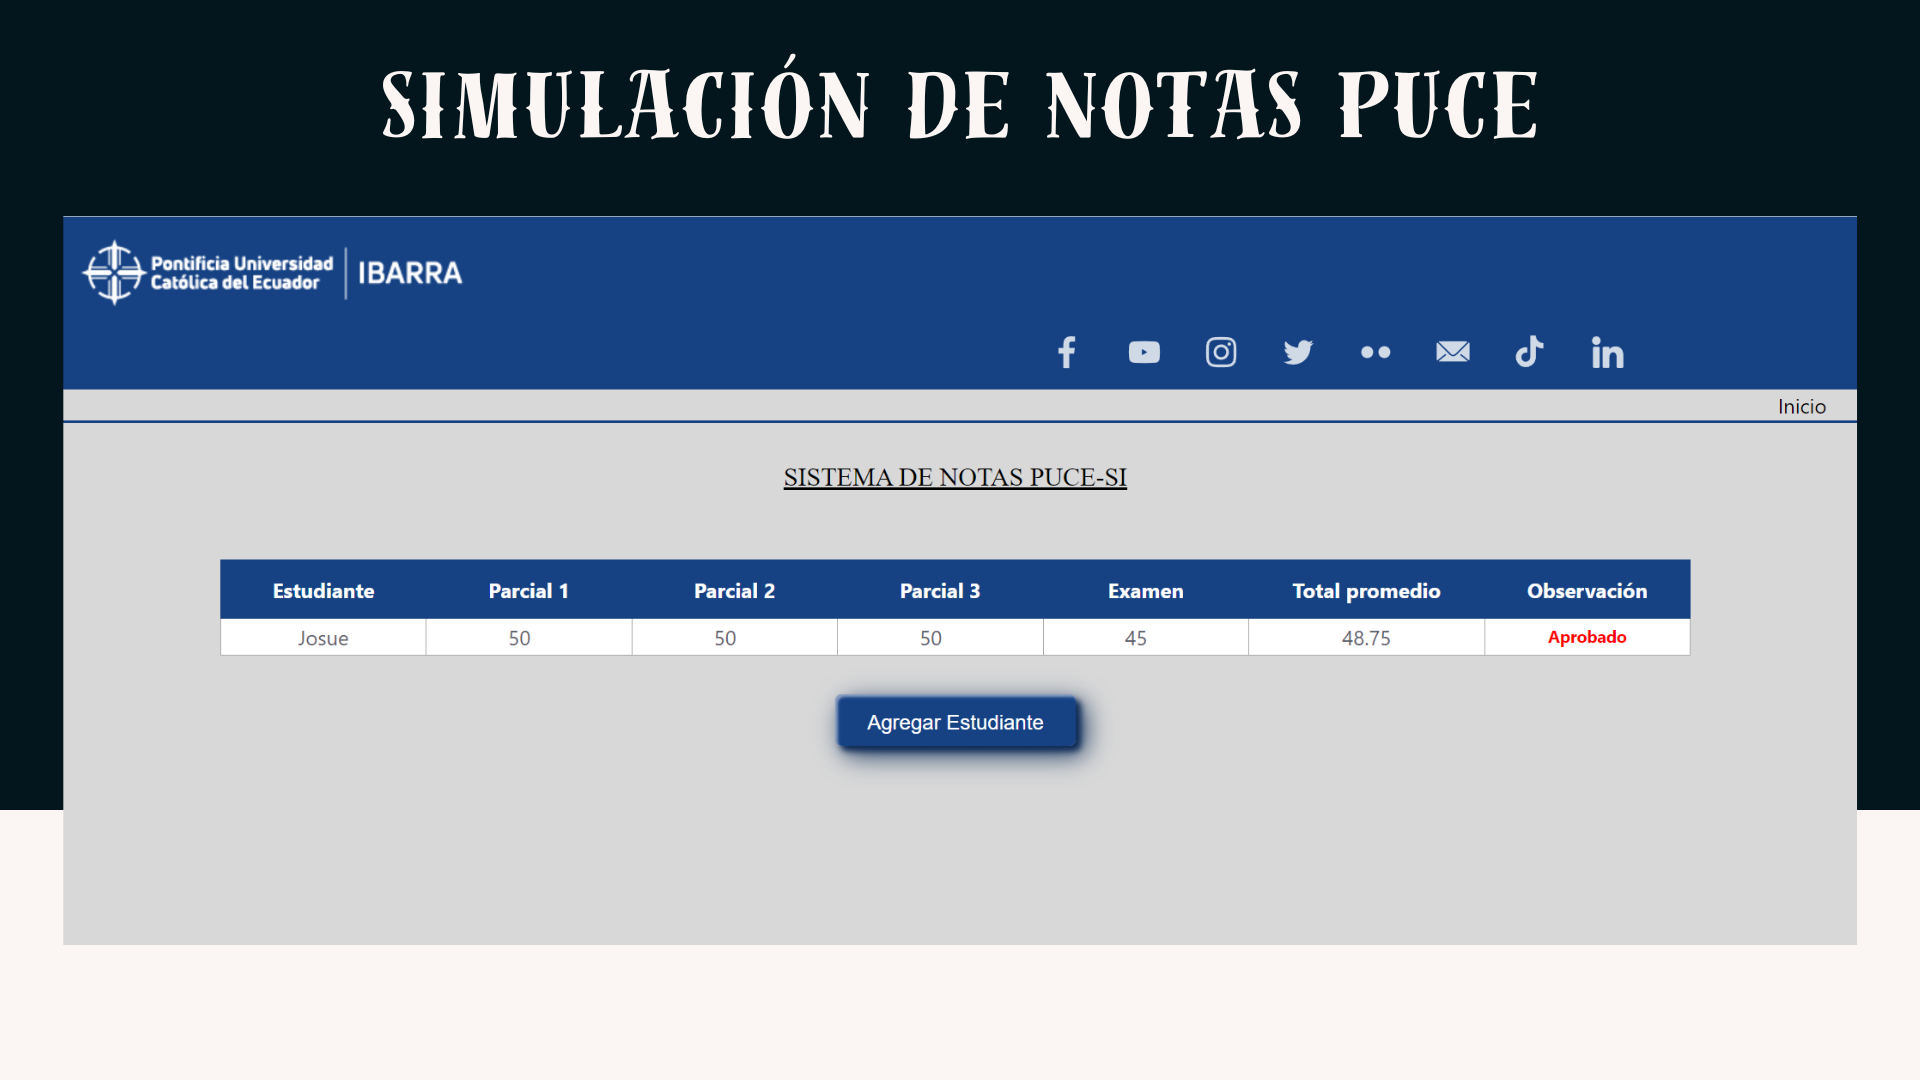 SIMULACIÓN DE NOTAS PUCE
Pontificia Universidad
Católica del Ecuador
IBARRA
Inicio
SISTEMA DE NOTAS PUCE-SI
Estudiante Parcial 1 Parcial 2 Parcial 3 Examen Total promedio Observación
Josue 50 50 50 45 48.75 Aprobado
Agregar Estudiante